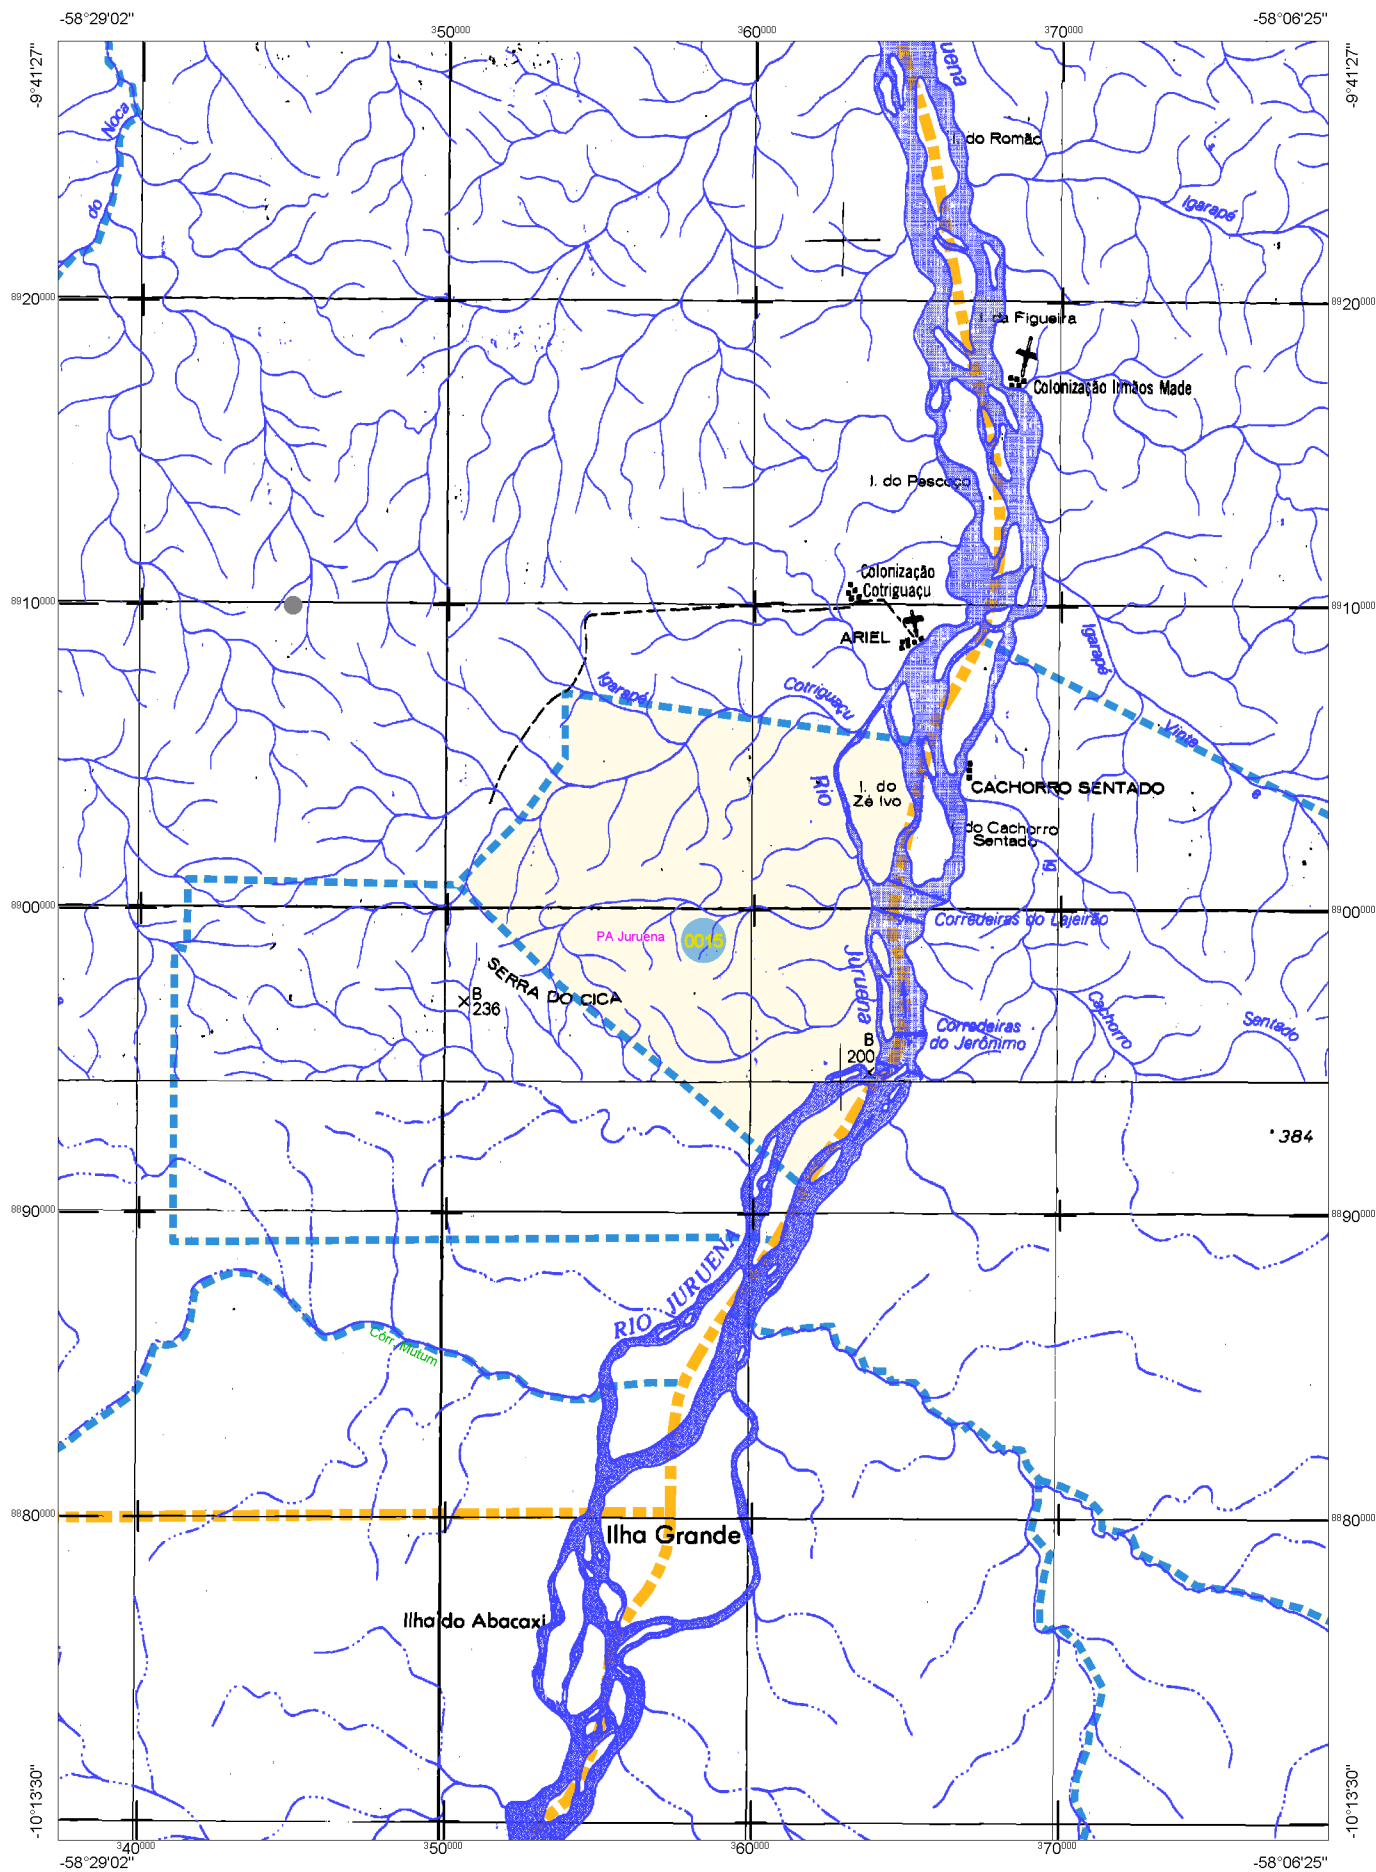 -58°29'02"
-58°06'25"
350000
360000
370000
-9°41'27"
-9°41'27"
uena
Noca
do
I. do Romão
Igarapé
8920000
8920000
I. da Figueira
Colonização Irmãos Made
I. do Pescoço
Colonização
Cotriguaçu
8910000
8910000
ARIEL
Igarapé
Igarapé
Cotriguaçu
Vinte
e
Rio
I. do
Zé Ivo
CACHORRO SENTADO
do Cachorro
Sentado
Ig
8900000
8900000
Corredeiras do Lajeirão
PA Juruena
0015
SERRA DO CICA
B
236
Juruena
Cachorro
Sentado
Corredeiras
do Jerônimo
B
200
384
8890000
8890000
RIO JURUENA
Córr. Mutum
8880000
8880000
Ilha Grande
Ilha do Abacaxi
-10°13'30"
-10°13'30"
340000
350000
360000
370000
-58°29'02"
-58°06'25"